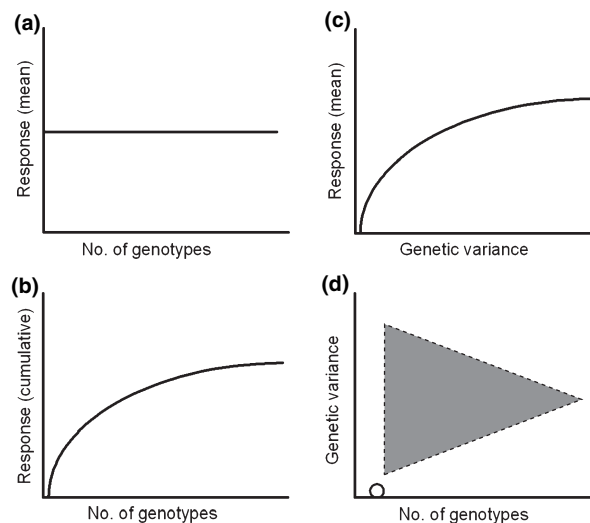 (a)
Response (mean)
No. of genotypes
(b)
Response (cumulative)
No. of genotypes
(c)
Response (mean)
Genetic variance
(d)
Genetic variance
No. of genotypes